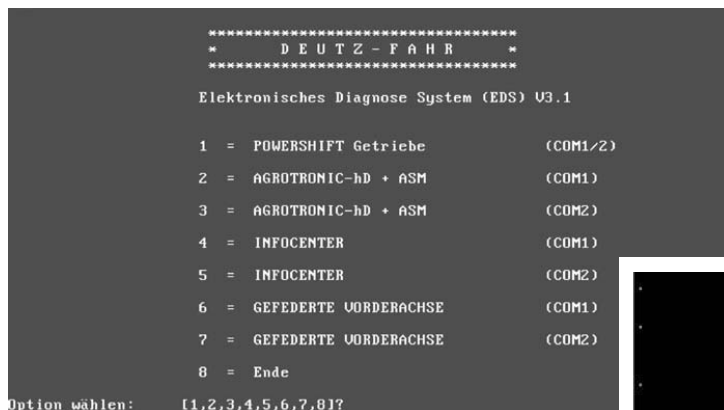 *********************************
* D E U T Z - F A H R *
*********************************
Elektronisches Diagnose System (EDS) V3.1
1 = POWERSHIFT Getriebe (COM1/2)
2 = AGROTRONIC-hD + ASM (COM1)
3 = AGROTRONIC-hD + ASM (COM2)
4 = INFOCENTER (COM1)
5 = INFOCENTER (COM2)
6 = GEFEDERTE VORDERACHSE (COM1)
7 = GEFEDERTE VORDERACHSE (COM2)
8 = Ende
Option wählen: [1,2,3,4,5,6,7,8]?